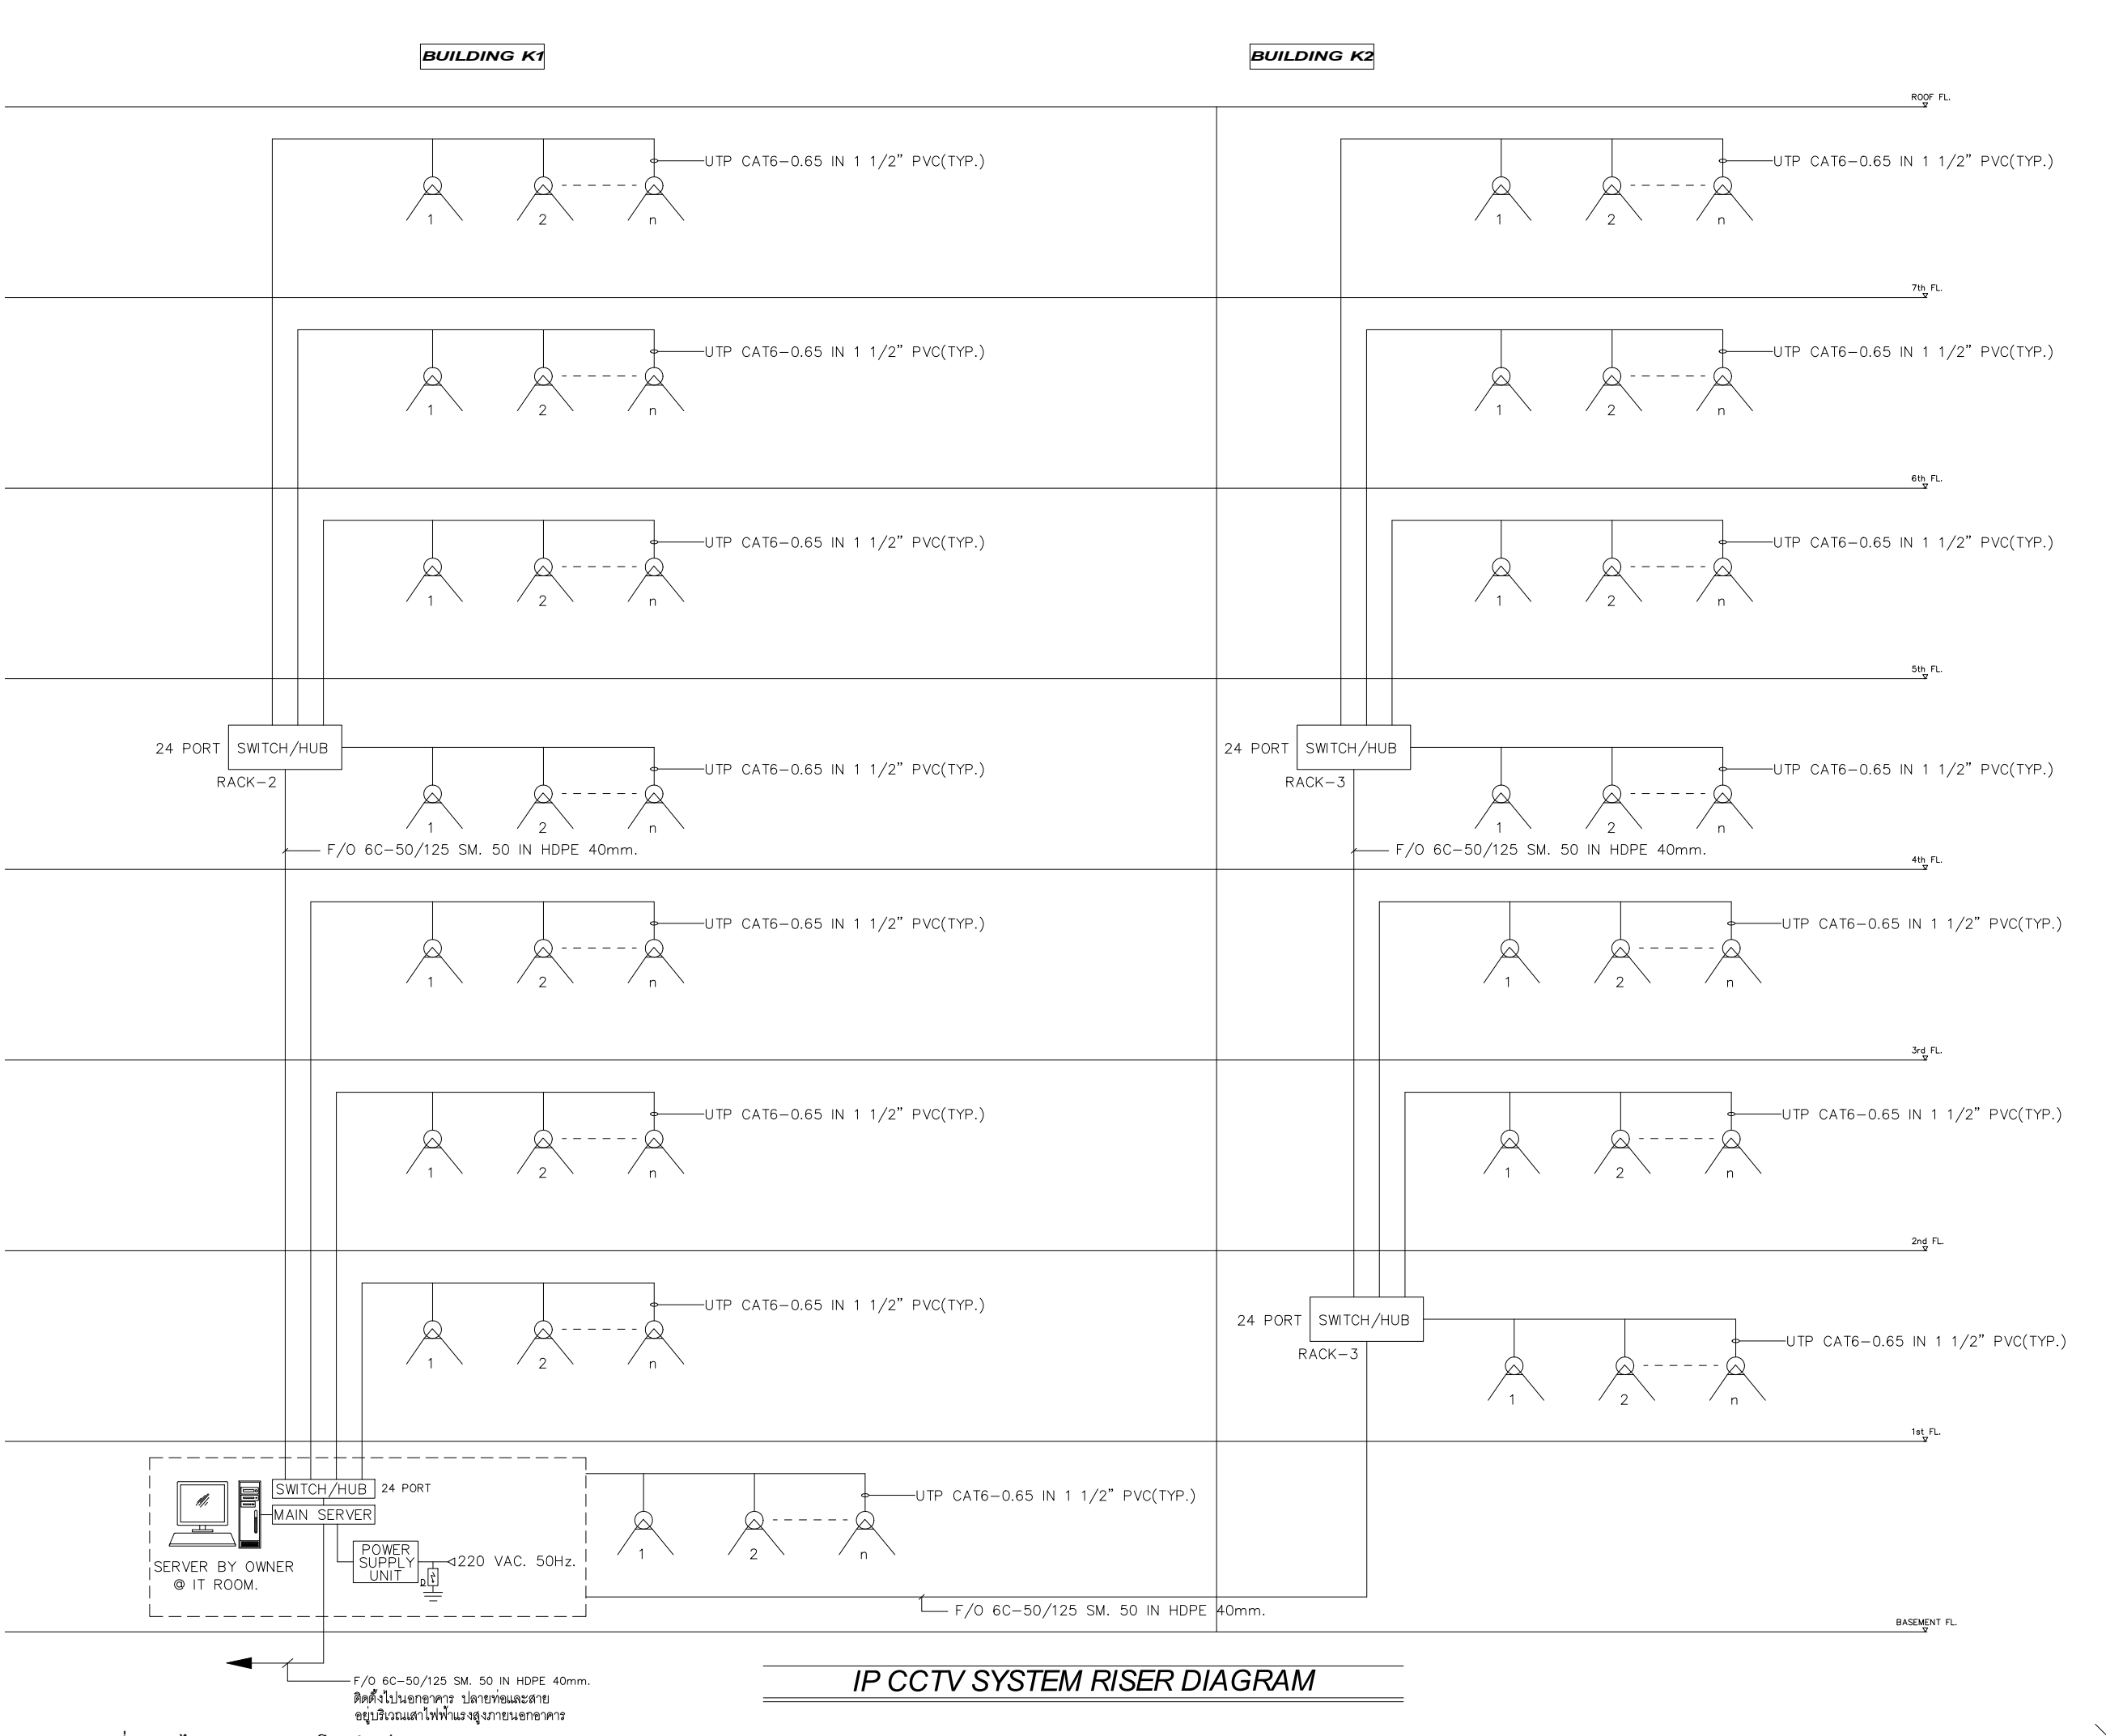 BUILDING K1
BUILDING K2
ROOF FL.
UTP CAT6-0.65 IN 1 1/2" PVC(TYP.)
UTP CAT6-0.65 IN 1 1/2" PVC(TYP.)
1 2 n
1 2 n
7th FL.
UTP CAT6-0.65 IN 1 1/2" PVC(TYP.)
UTP CAT6-0.65 IN 1 1/2" PVC(TYP.)
1 2 n
1 2 n
6th FL.
UTP CAT6-0.65 IN 1 1/2" PVC(TYP.)
UTP CAT6-0.65 IN 1 1/2" PVC(TYP.)
1 2 n
1 2 n
5th FL.
24 PORT
SWITCH/HUB
RACK-2
UTP CAT6-0.65 IN 1 1/2" PVC(TYP.)
1 2 n
F/O 6C-50/125 SM. 50 IN HDPE 40mm.
24 PORT
SWITCH/HUB
RACK-3
UTP CAT6-0.65 IN 1 1/2" PVC(TYP.)
1 2 n
F/O 6C-50/125 SM. 50 IN HDPE 40mm.
4th FL.
UTP CAT6-0.65 IN 1 1/2" PVC(TYP.)
UTP CAT6-0.65 IN 1 1/2" PVC(TYP.)
1 2 n
1 2 n
3rd FL.
UTP CAT6-0.65 IN 1 1/2" PVC(TYP.)
UTP CAT6-0.65 IN 1 1/2" PVC(TYP.)
1 2 n
1 2 n
2nd FL.
UTP CAT6-0.65 IN 1 1/2" PVC(TYP.)
1 2 n
24 PORT
SWITCH/HUB
RACK-3
UTP CAT6-0.65 IN 1 1/2" PVC(TYP.)
1 2 n
1st FL.
SWITCH/HUB
24 PORT
MAIN SERVER
POWER
SUPPLY
UNIT
220 VAC. 50Hz.
SERVER BY OWNER
@ IT ROOM.
UTP CAT6-0.65 IN 1 1/2" PVC(TYP.)
1 2 n
F/O 6C-50/125 SM. 50 IN HDPE 40mm.
BASEMENT FL.
F/O 6C-50/125 SM. 50 IN HDPE 40mm.
ติดตั้งไปนอกอาคาร ปลายท่อและสาย
อยู่บริเวณเสาไฟฟ้าแรงสูงภายนอกอาคาร
IP CCTV SYSTEM RISER DIAGRAM